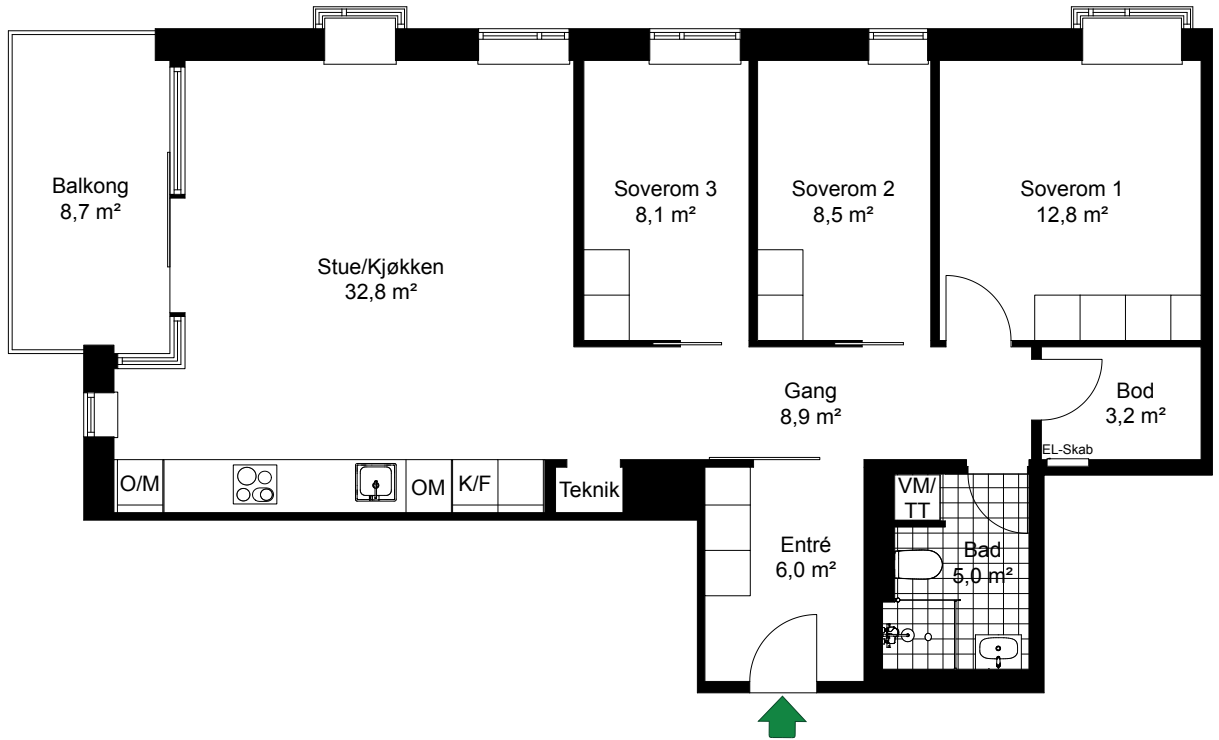 Balkong
8,7 m²
Stue/Kjøkken
32,8 m²
Soverom 3
8,1 m²
Soverom 2
8,5 m²
Soverom 1
12,8 m²
Gang
8,9 m²
Bod
3,2 m²
EL-Skab
O/M
OM
K/F
Teknik
VM/
TT
Entré
6,0 m²
Bad
5,0 m²